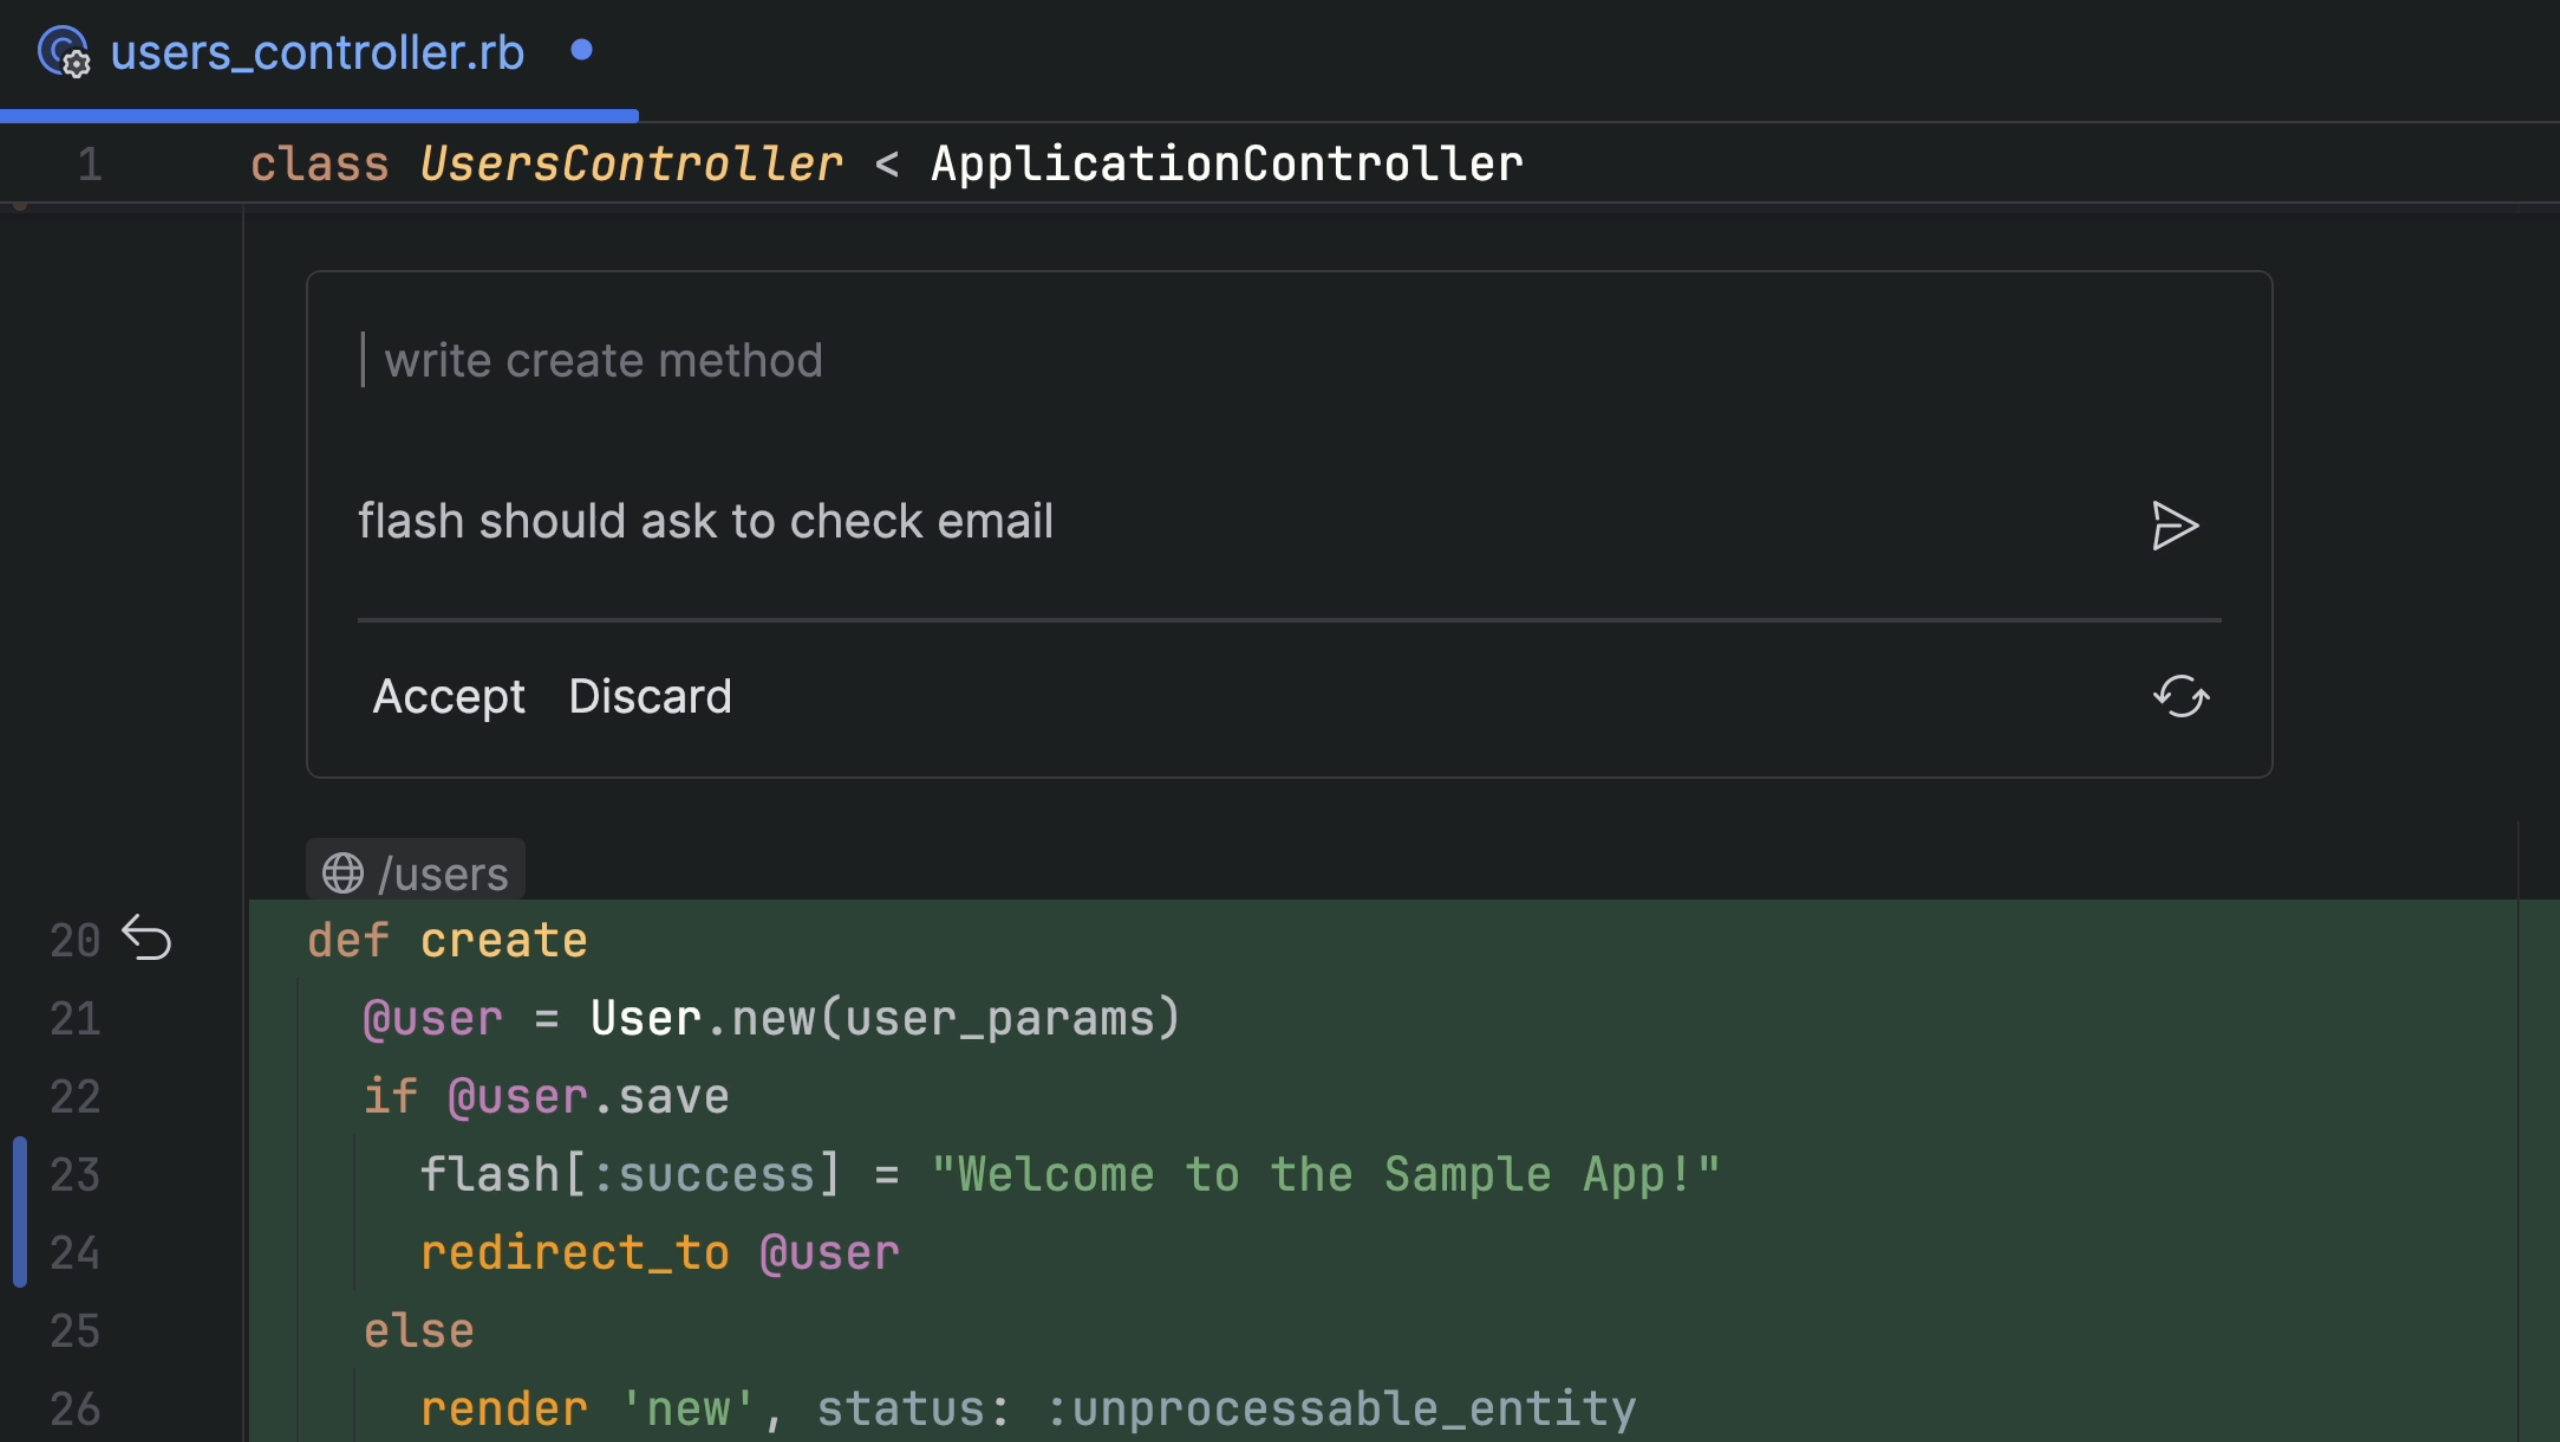 users_controller.rb
1 class UsersController < ApplicationController
write create method
flash should ask to check email
Accept Discard
/users
20 def create
21 @user = User.new(user_params)
22 if @user.save
23 flash[:success] = "Welcome to the Sample App!"
24 redirect_to @user
25 else
26 render 'new', status: :unprocessable_entity